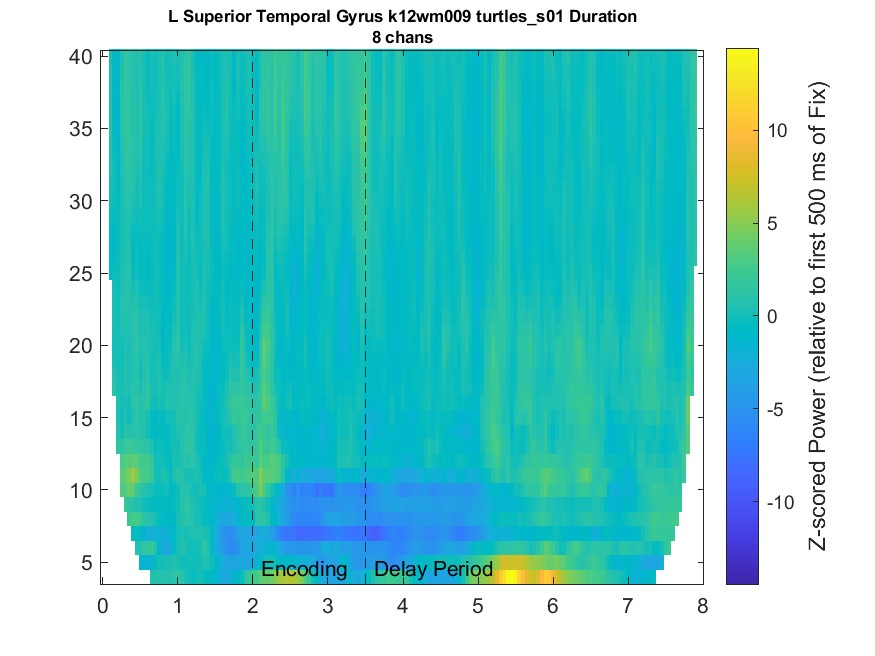 L Superior Temporal Gyrus k12wm009 turtles_s01 Duration
8 chans
40
35
30
25
20
15
10
5
0 1 2 3 4 5 6 7 8
Encoding
Delay Period
10
5
0
-5
-10
Z-scored Power (relative to first 500 ms of Fix)